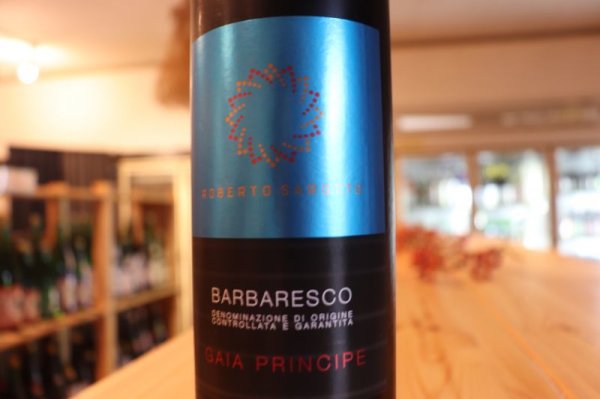 ROBERTO SAROTTO
BARBARESCO
DENOMINAZIONE DI ORIGINE
CONTROLLATA E GARANTITA
GAIA PRINCIPE